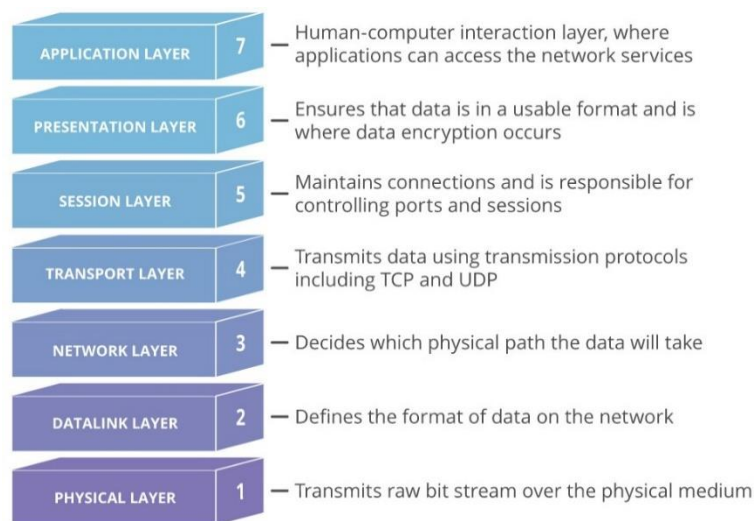 APPLICATION LAYER 7 — Human-computer interaction layer, where
applications can access the network services
PRESENTATION LAYER 6 — Ensures that data is in a usable format and is
where data encryption occurs
SESSION LAYER 5 — Maintains connections and is responsible for
controlling ports and sessions
TRANSPORT LAYER 4 — Transmits data using transmission protocols
including TCP and UDP
NETWORK LAYER 3 — Decides which physical path the data will take
DATALINK LAYER 2 — Defines the format of data on the network
PHYSICAL LAYER 1 — Transmits raw bit stream over the physical medium